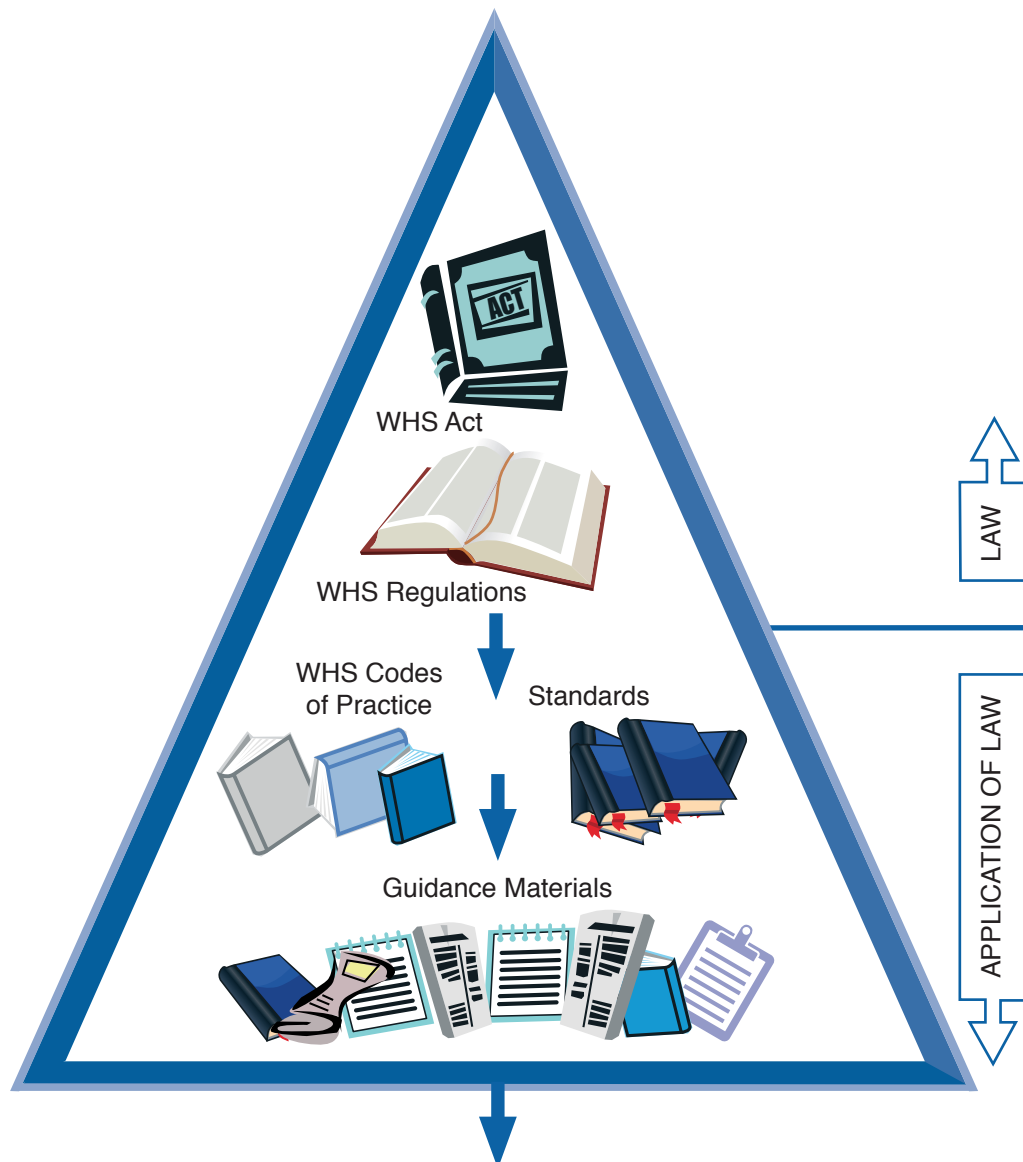 ACT
WHS Act
WHS Regulations
LAW
WHS Codes
of Practice
Standards
APPLICATION OF LAW
Guidance Materials